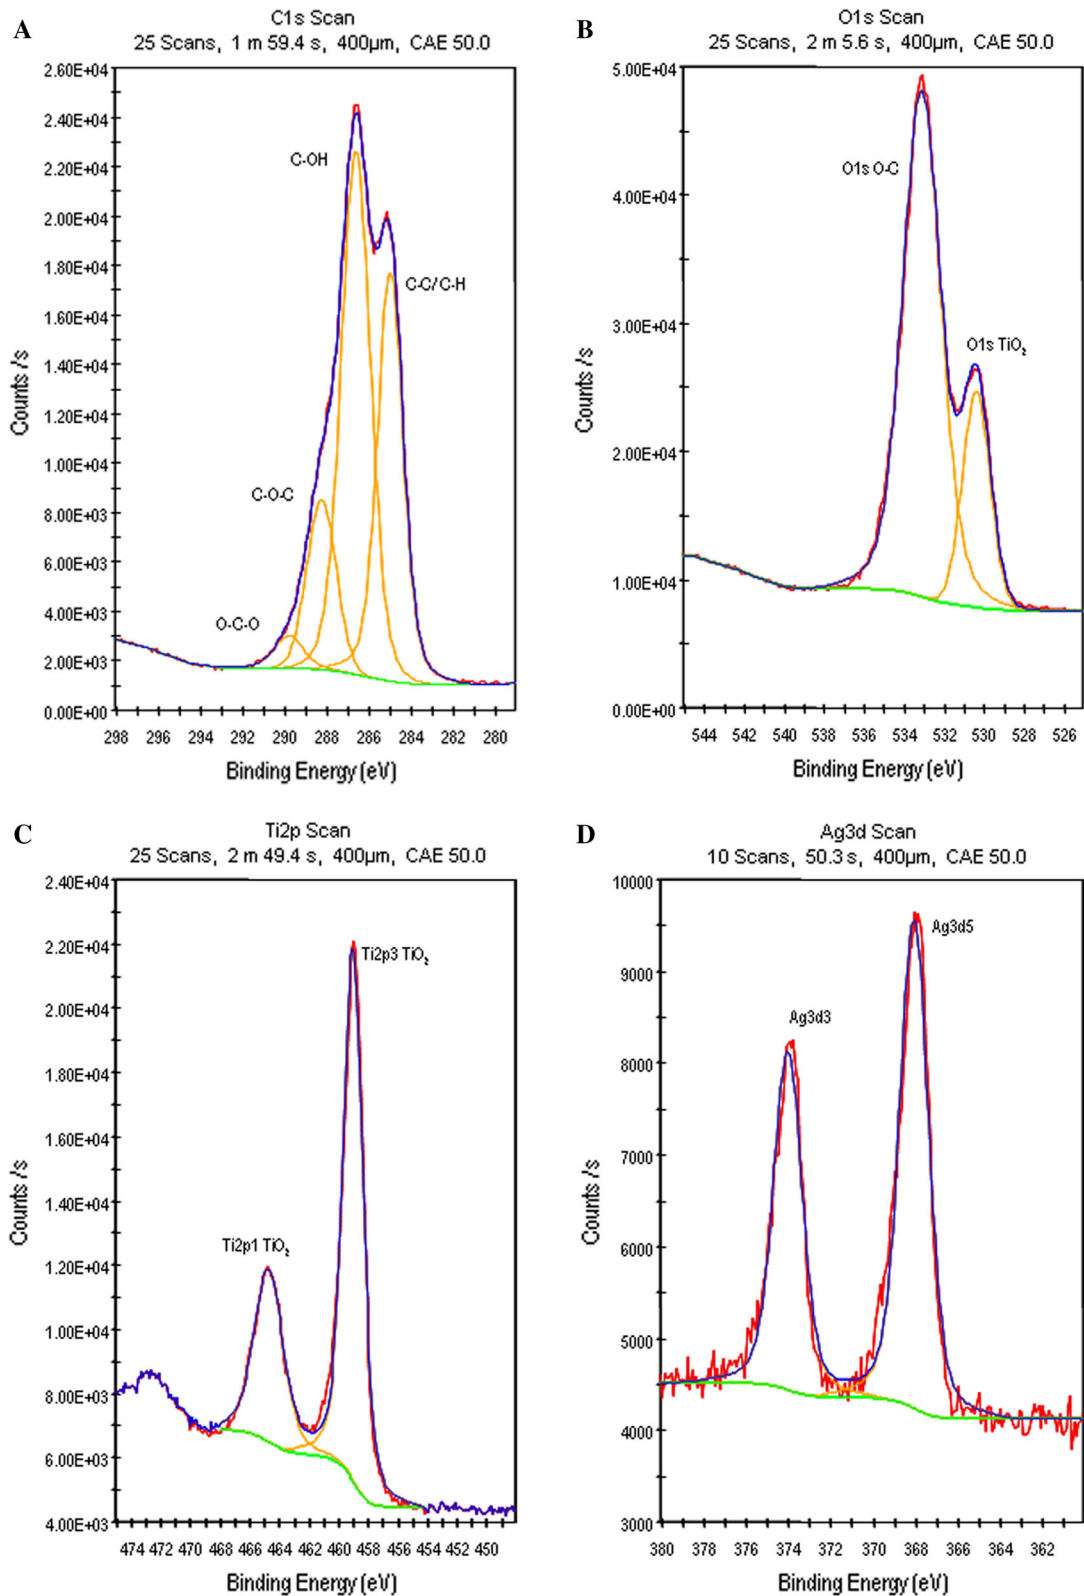 A
C1s Scan
25 Scans, 1 m 59.4 s, 400µm, CAE 50.0
2.60E+04
2.40E+04
2.20E+04
2.00E+04
1.80E+04
1.60E+04
1.40E+04
1.20E+04
1.00E+04
8.00E+03
6.00E+03
4.00E+03
2.00E+03
0.00E+00
Counts /s
C-OH
C-C/C-H
C-O-C
O-C-O
298 296 294 292 290 288 286 284 282 280
Binding Energy (eV)
B
O1s Scan
25 Scans, 2 m 5.6 s, 400µm, CAE 50.0
5.00E+04
4.00E+04
3.00E+04
2.00E+04
1.00E+04
0.00E+00
Counts /s
O1s O-C
O1s TiO₂
544 542 540 538 536 534 532 530 528 526
Binding Energy (eV)
C
Ti2p Scan
25 Scans, 2 m 49.4 s, 400µm, CAE 50.0
2.40E+04
2.20E+04
2.00E+04
1.80E+04
1.60E+04
1.40E+04
1.20E+04
1.00E+04
8.00E+03
6.00E+03
4.00E+03
Counts /s
Ti2p3 TiO₂
Ti2p1 TiO₂
474 472 470 468 466 464 462 460 458 456 454 452 450
Binding Energy (eV)
D
Ag3d Scan
10 Scans, 50.3 s, 400µm, CAE 50.0
10000
9000
8000
7000
6000
5000
4000
3000
Counts /s
Ag3d5
Ag3d3
380 378 376 374 372 370 368 366 364 362
Binding Energy (eV)